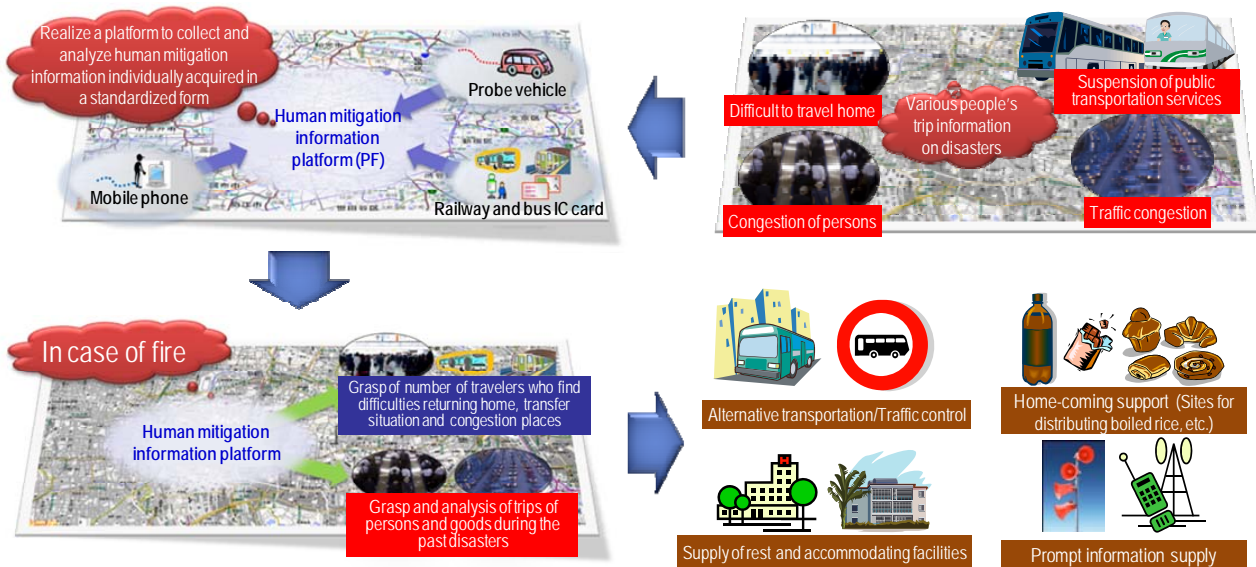 Realize a platform to collect and
analyze human mitigation
information individually acquired in
a standardized form
Probe vehicle
Human mitigation
information
platform (PF)
Mobile phone
Railway and bus IC card
Difficult to travel home
Various people's
trip information
on disasters
Suspension of public
transportation services
Congestion of persons
Traffic congestion
In case of fire
Grasp of number of travelers who find
difficulties returning home, transfer
situation and congestion places
Human mitigation
information platform
Grasp and analysis of trips of
persons and goods during the
past disasters
Alternative transportation/Traffic control
Home-coming support (Sites for
distributing boiled rice, etc.)
Supply of rest and accommodating facilities
Prompt information supply